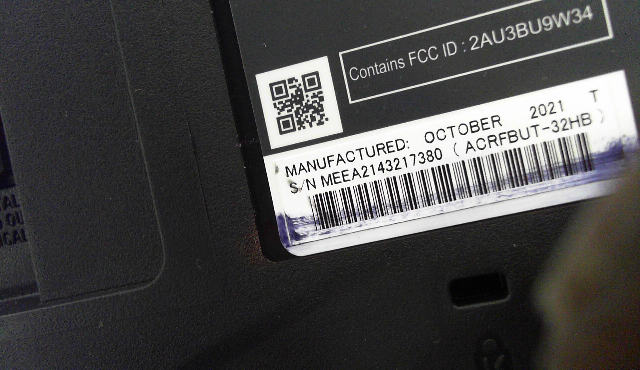 Contains FCC ID : 2AU3BU9W34
MANUFACTURED: OCTOBER 2021 T
S/N MEEA2143217380 ( ACRFBUT-32HB )